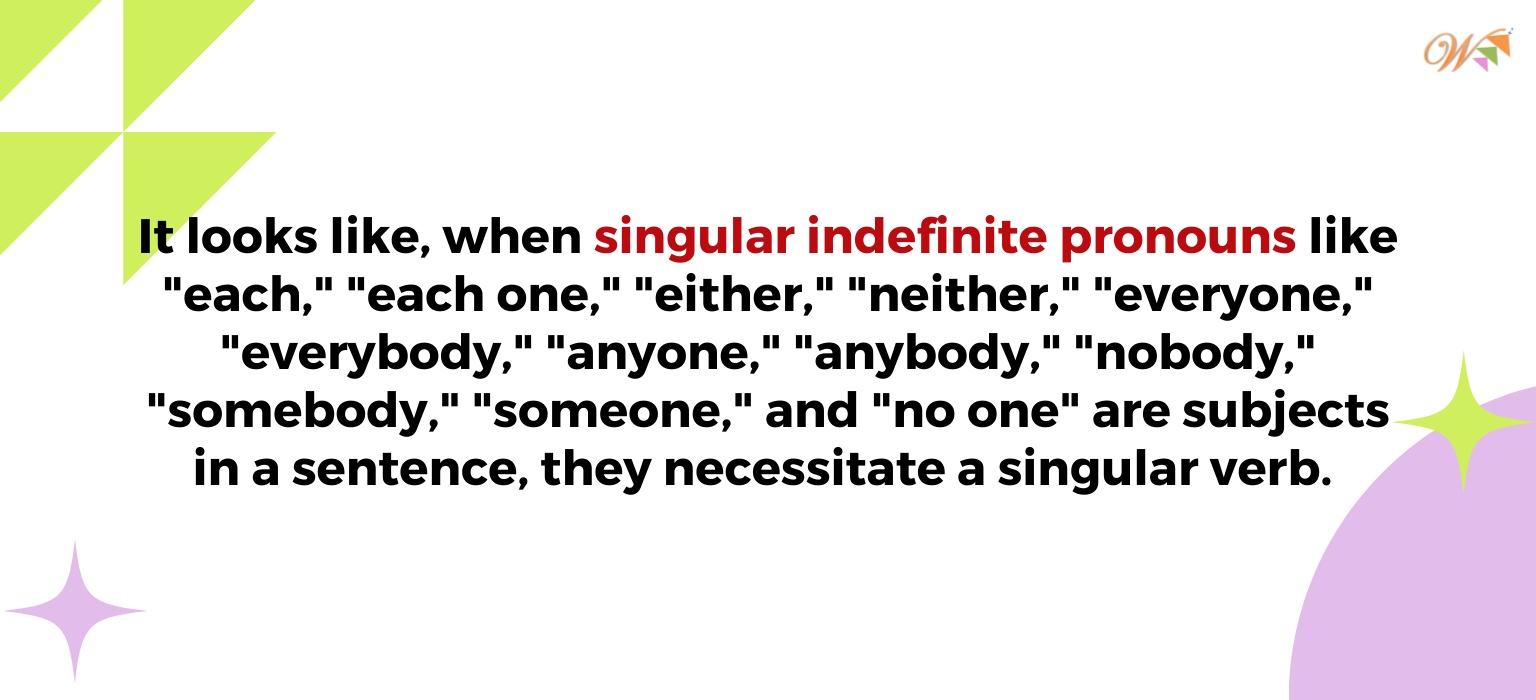 W
It looks like, when singular indefinite pronouns like
"each," "each one," "either," "neither," "everyone,"
"everybody," "anyone," "anybody," "nobody,"
"somebody," "someone," and "no one" are subjects
in a sentence, they necessitate a singular verb.